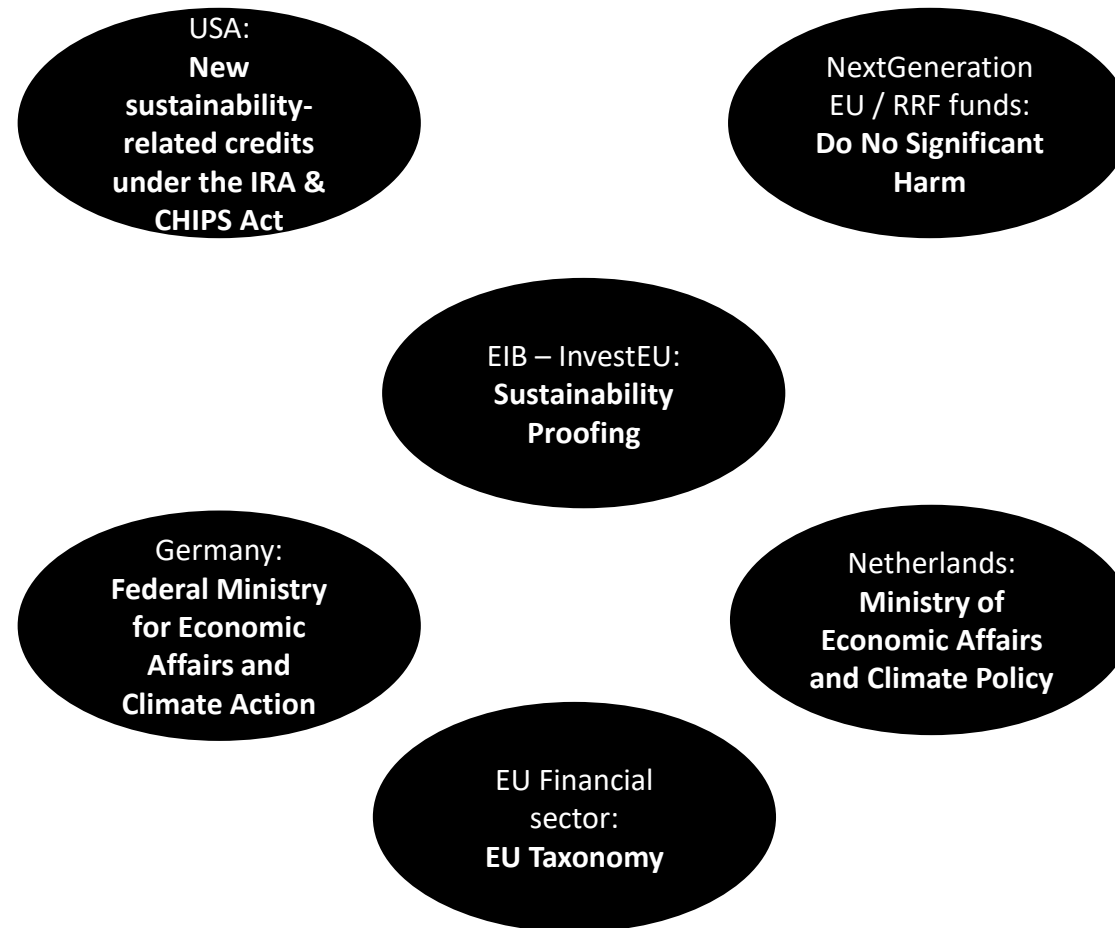 USA:
New
sustainability-
related credits
under the IRA &
CHIPS Act
NextGeneration
EU / RRF funds:
Do No Significant
Harm
EIB – InvestEU:
Sustainability
Proofing
Germany:
Federal Ministry
for Economic
Affairs and
Climate Action
Netherlands:
Ministry of
Economic Affairs
and Climate Policy
EU Financial
sector:
EU Taxonomy